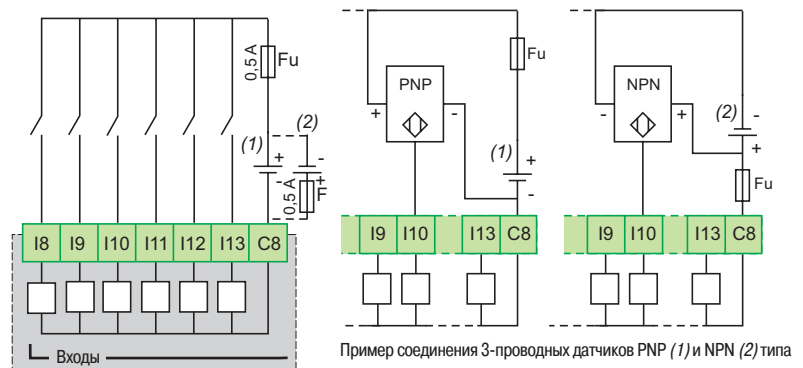 0,5 A
Fu
(1)
+
-
(2)
-
+
0,5 A
F
I8 I9 I10 I11 I12 I13 C8
Входы
PNP
+ -
Fu
(1)
+
-
I9 I10 I13 C8
NPN
- +
(2)
-
+
Fu
I9 I10 I13 C8
Пример соединения 3-проводных датчиков PNP (1) и NPN (2) типа